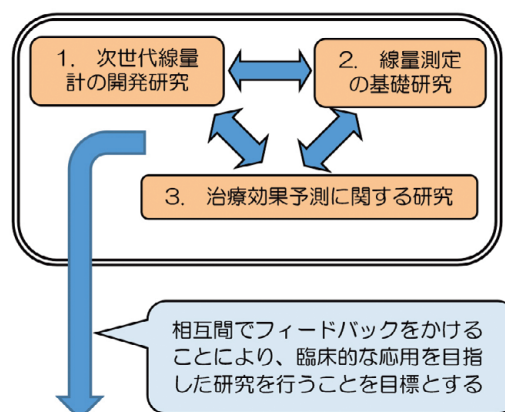 1. 次世代線量
計の開発研究
2. 線量測定
の基礎研究
3. 治療効果予測に関する研究
相互間でフィードバックをかける
ことにより、臨床的な応用を目指
した研究を行うことを目標とする